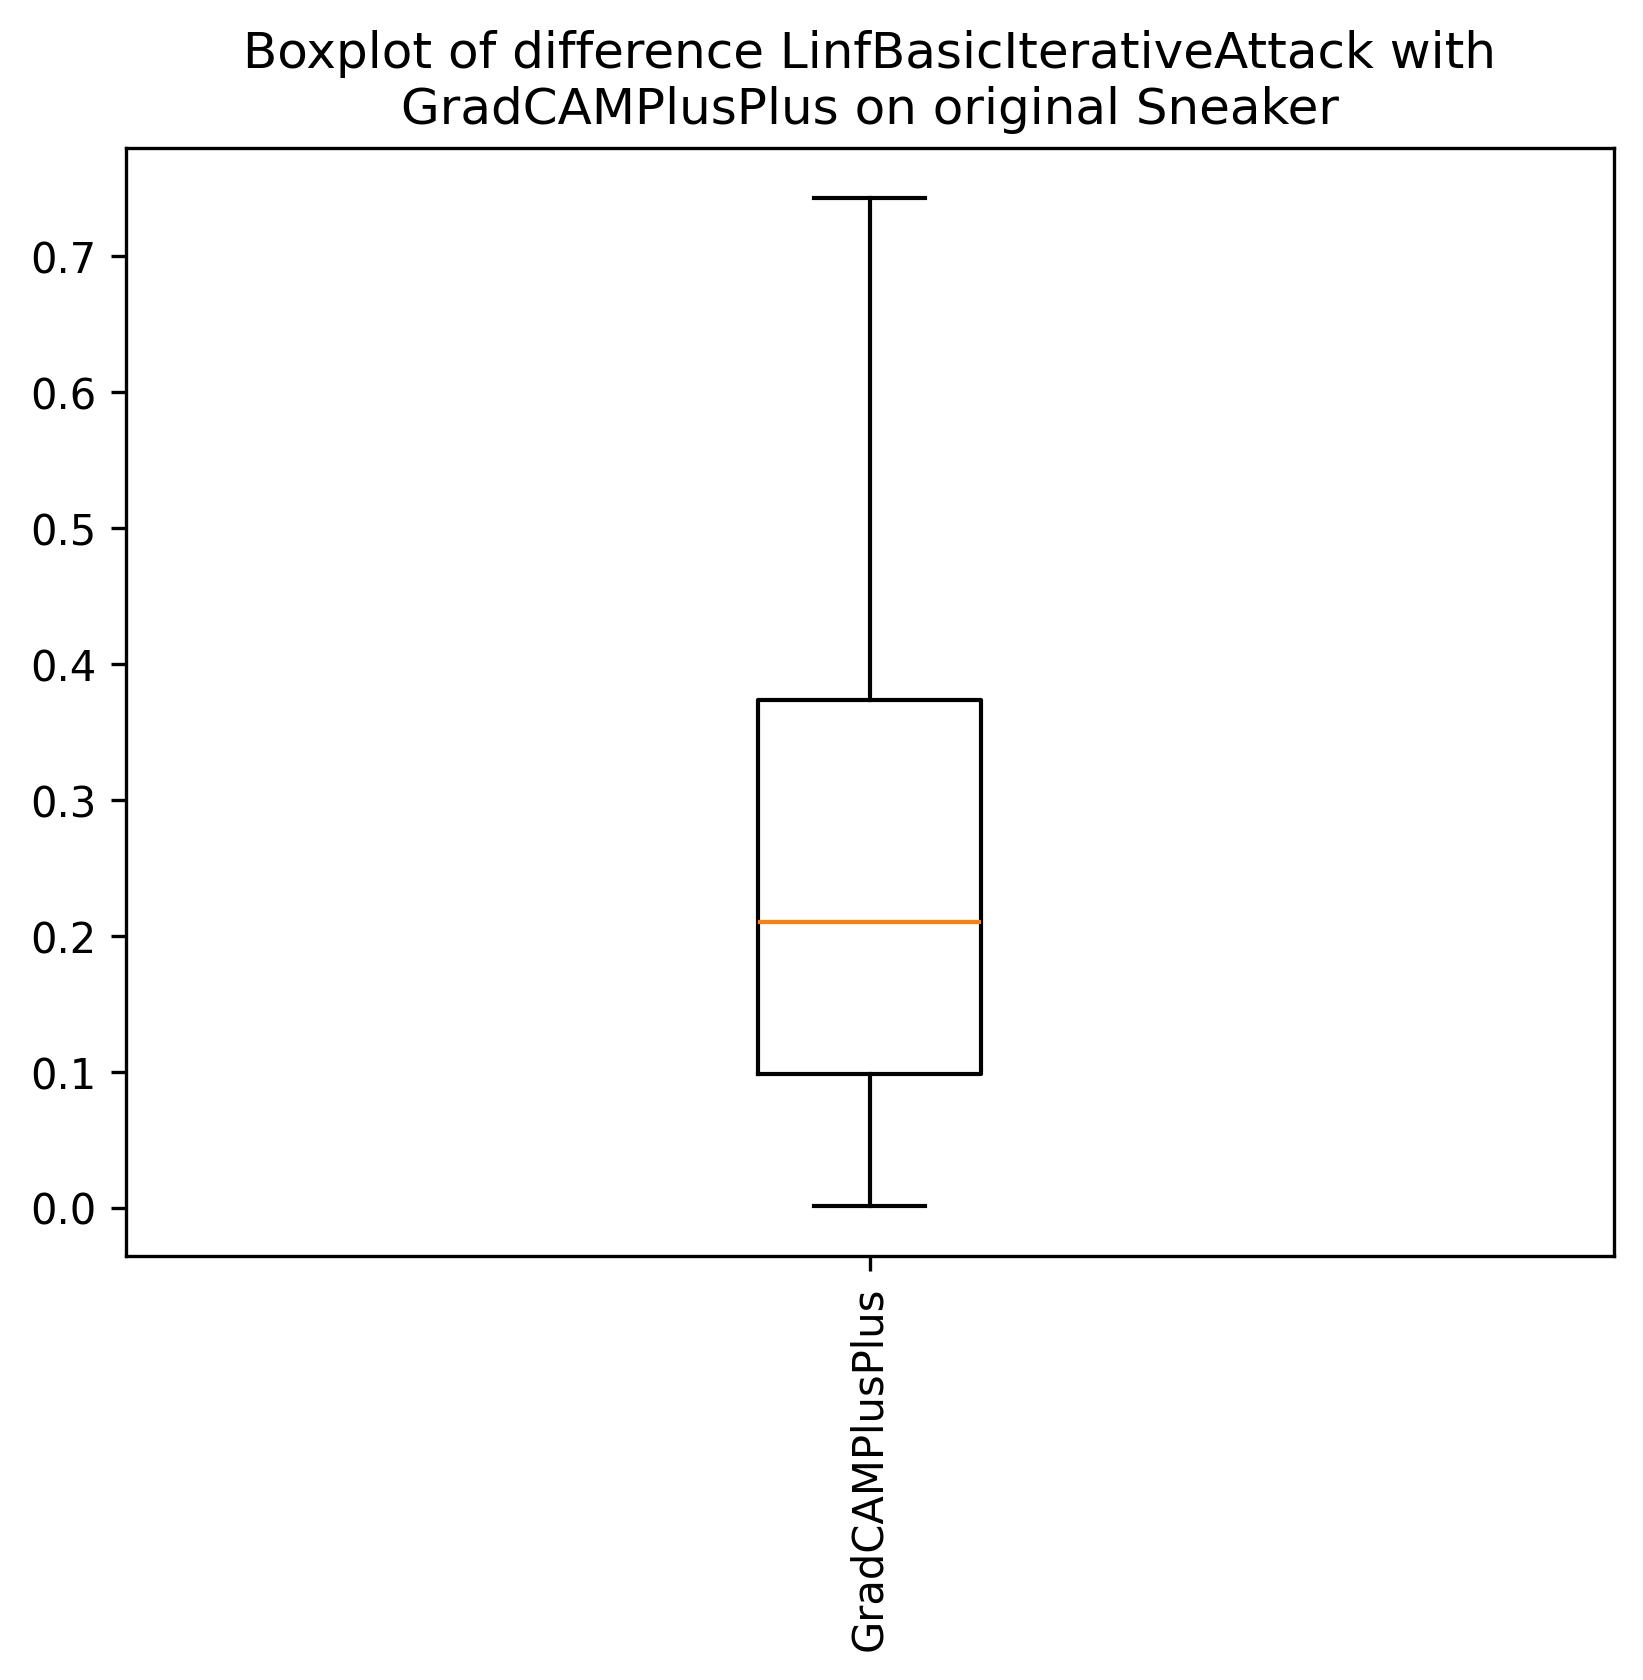 Boxplot of difference LinfBasicIterativeAttack with
GradCAMPlusPlus on original Sneaker
0.7
0.6
0.5
0.4
0.3
0.2
0.1
0.0
GradCAMPlusPlus